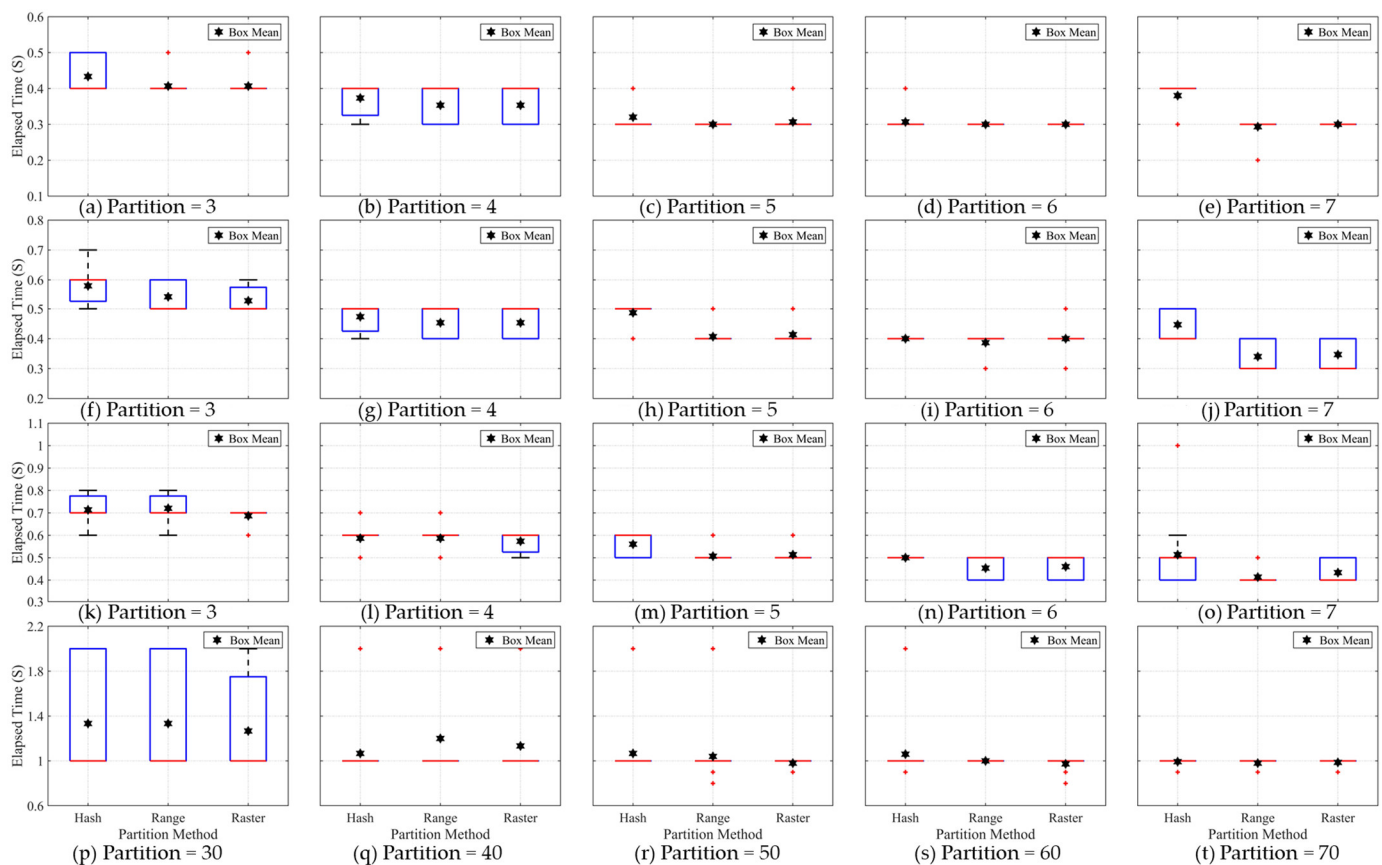 Box Mean Box Mean Box Mean Box Mean Box Mean
Elapsed Time (S)
0.6
0.5
0.4
0.3
0.2
0.1
(a) Partition = 3 (b) Partition = 4 (c) Partition = 5 (d) Partition = 6 (e) Partition = 7
Box Mean Box Mean Box Mean Box Mean Box Mean
Elapsed Time (S)
0.8
0.7
0.6
0.5
0.4
0.3
0.2
(f) Partition = 3 (g) Partition = 4 (h) Partition = 5 (i) Partition = 6 (j) Partition = 7
Box Mean Box Mean Box Mean Box Mean Box Mean
Elapsed Time (S)
1.1
1
0.9
0.8
0.7
0.6
0.5
0.4
0.3
(k) Partition = 3 (l) Partition = 4 (m) Partition = 5 (n) Partition = 6 (o) Partition = 7
Box Mean Box Mean Box Mean Box Mean Box Mean
Elapsed Time (S)
2.2
1.8
1.4
1
0.6
Hash Range Raster Hash Range Raster Hash Range Raster Hash Range Raster Hash Range Raster
Partition Method Partition Method Partition Method Partition Method Partition Method
(p) Partition = 30 (q) Partition = 40 (r) Partition = 50 (s) Partition = 60 (t) Partition = 70